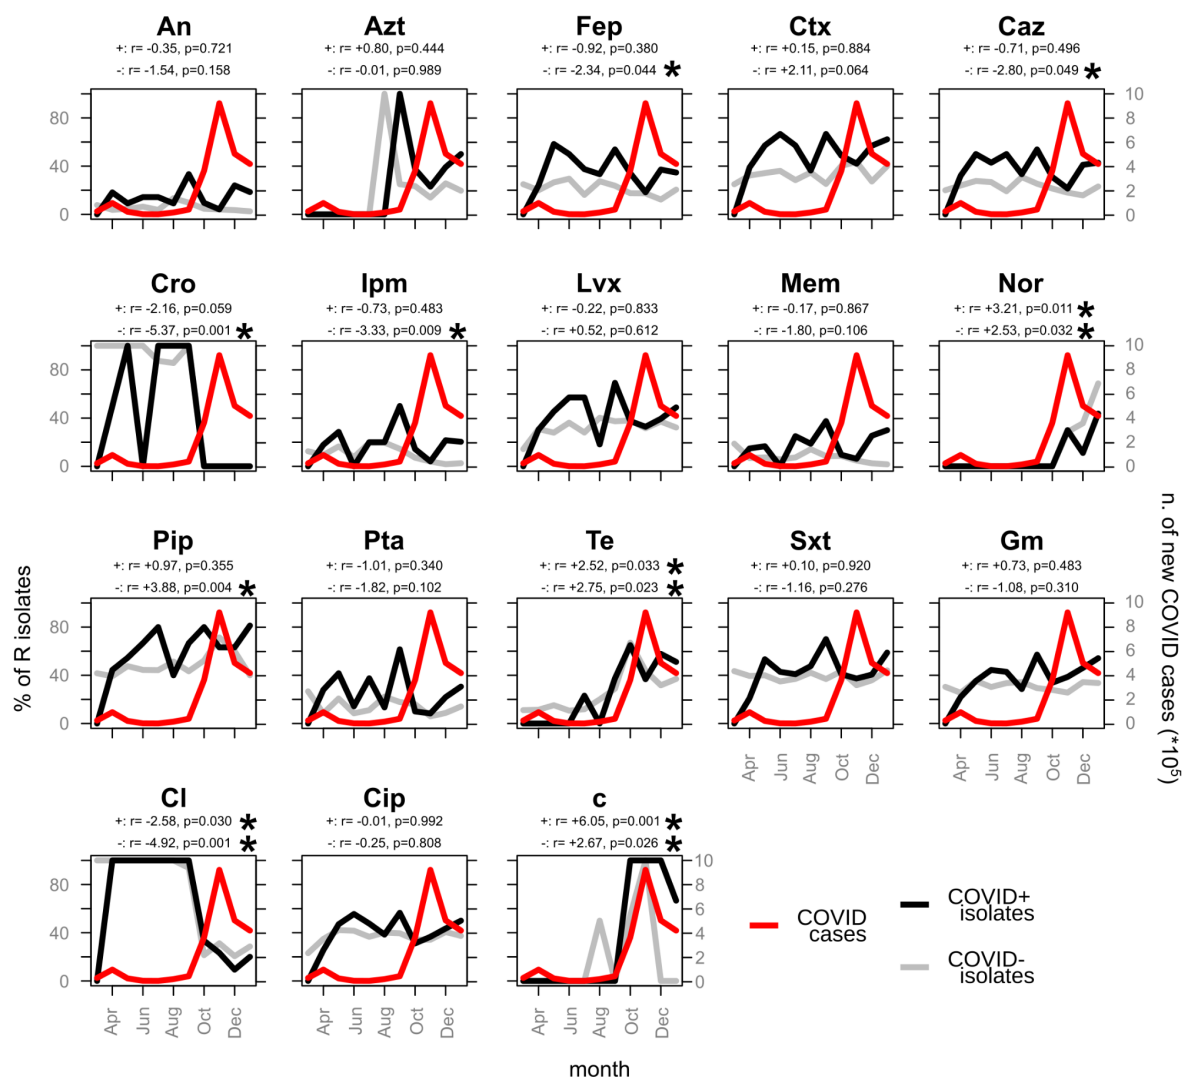 An
+: r= -0.35, p=0.721
-: r= -1.54, p=0.158
Azt
+: r= +0.80, p=0.444
-: r= -0.01, p=0.989
Fep
+: r= -0.92, p=0.380
-: r= -2.34, p=0.044 *
Ctx
+: r= +0.15, p=0.884
-: r= +2.11, p=0.064
Caz
+: r= -0.71, p=0.496
-: r= -2.80, p=0.049 *
80
40
0
10
8
6
4
2
0
Cro
+: r= -2.16, p=0.059
-: r= -5.37, p=0.001 *
Ipm
+: r= -0.73, p=0.483
-: r= -3.33, p=0.009 *
Lvx
+: r= -0.22, p=0.833
-: r= +0.52, p=0.612
Mem
+: r= -0.17, p=0.867
-: r= -1.80, p=0.106
Nor
+: r= +3.21, p=0.011 *
-: r= +2.53, p=0.032 *
80
40
0
10
8
6
4
2
0
Pip
+: r= +0.97, p=0.355
-: r= +3.88, p=0.004 *
Pta
+: r= -1.01, p=0.340
-: r= -1.82, p=0.102
Te
+: r= +2.52, p=0.033 *
-: r= +2.75, p=0.023 *
Sxt
+: r= +0.10, p=0.920
-: r= -1.16, p=0.276
Gm
+: r= +0.73, p=0.483
-: r= -1.08, p=0.310
80
40
0
10
8
6
4
2
0
Apr
Jun
Aug
Oct
Dec
Apr
Jun
Aug
Oct
Dec
Cl
+: r= -2.58, p=0.030 *
-: r= -4.92, p=0.001 *
Cip
+: r= -0.01, p=0.992
-: r= -0.25, p=0.808
c
+: r= +6.05, p=0.001 *
-: r= +2.67, p=0.026 *
80
40
0
10
8
6
4
2
0
Apr
Jun
Aug
Oct
Dec
Apr
Jun
Aug
Oct
Dec
Apr
Jun
Aug
Oct
Dec
% of R isolates
n. of new COVID cases (*10⁵)
month
COVID
cases
COVID+
isolates
COVID-
isolates